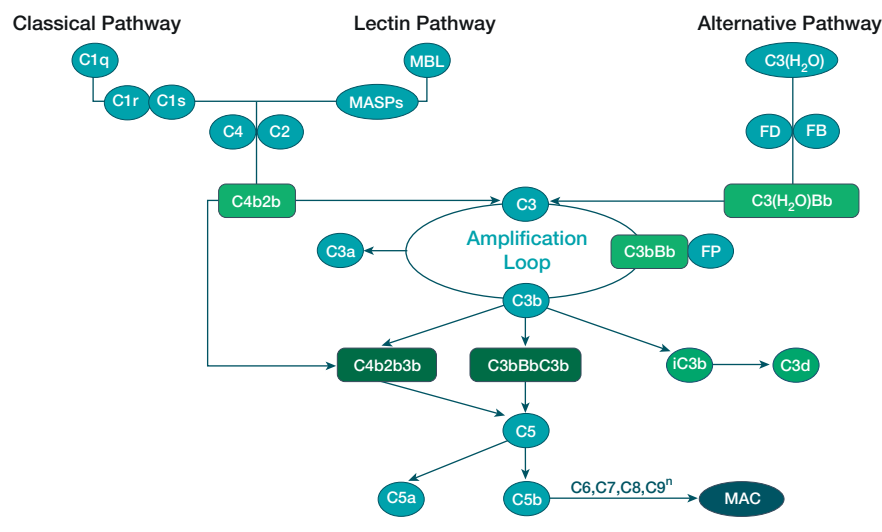 Classical Pathway
Lectin Pathway
Alternative Pathway
C1q
MBL
C3(H₂O)
C1r
C1s
MASPs
C4
C2
FD
FB
C4b2b
C3
C3(H₂O)Bb
Amplification
Loop
C3a
C3bBb
FP
C3b
C4b2b3b
C3bBbC3b
iC3b
C3d
C5
C5a
C5b
C6,C7,C8,C9ⁿ
MAC